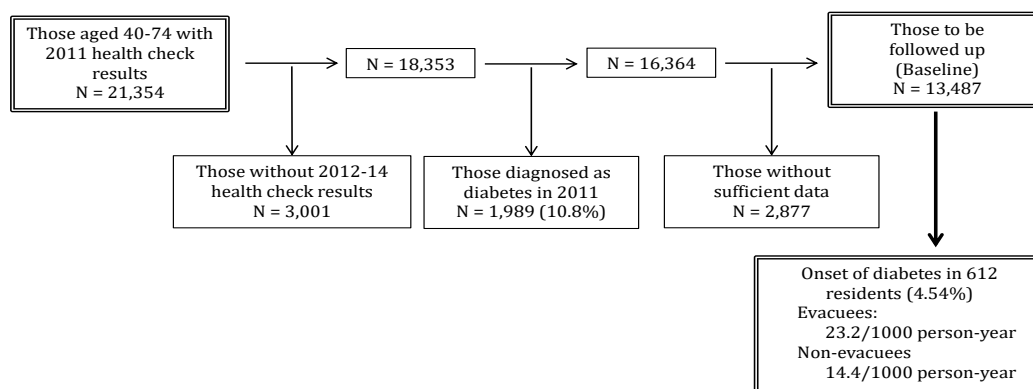 Those aged 40-74 with
2011 health check
results
N = 21,354
N = 18,353
N = 16,364
Those to be
followed up
(Baseline)
N = 13,487
Those without 2012-14
health check results
N = 3,001
Those diagnosed as
diabetes in 2011
N = 1,989 (10.8%)
Those without
sufficient data
N = 2,877
Onset of diabetes in 612
residents (4.54%)
Evacuees:
23.2/1000 person-year
Non-evacuees
14.4/1000 person-year